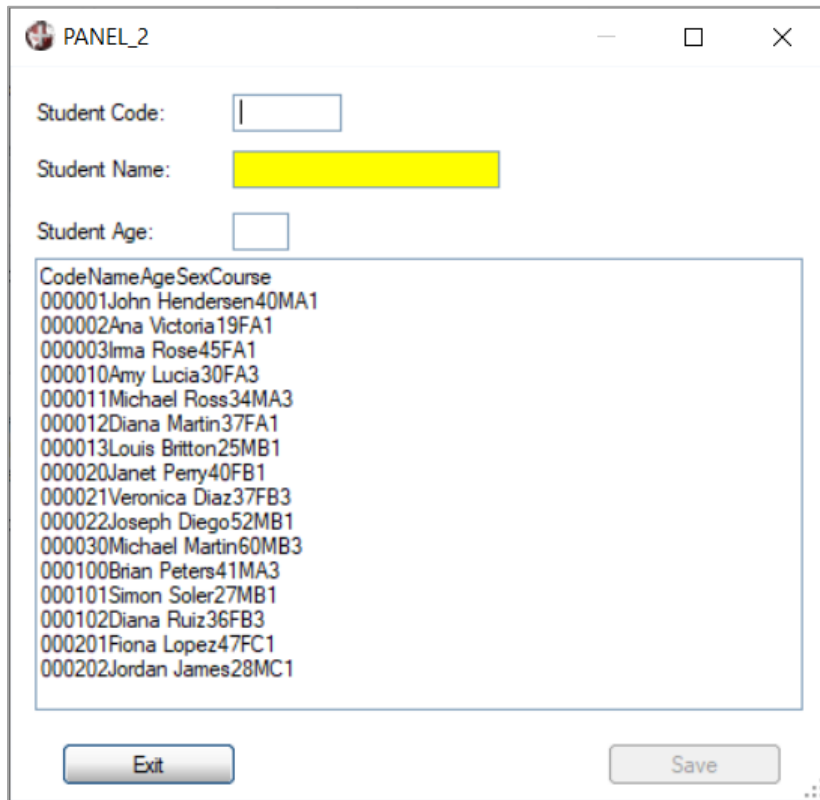 PANEL_2
Student Code:
Student Name:
Student Age:
CodeNameAgeSexCourse
000001John Hendersen40MA1
000002Ana Victoria19FA1
000003Irma Rose45FA1
000010Amy Lucia30FA3
000011Michael Ross34MA3
000012Diana Martin37FA1
000013Louis Britton25MB1
000020Janet Perry40FB1
000021Veronica Diaz37FB3
000022Joseph Diego52MB1
000030Michael Martin60MB3
000100Brian Peters41MA3
000101Simon Soler27MB1
000102Diana Ruiz36FB3
000201Fiona Lopez47FC1
000202Jordan James28MC1
Exit Save